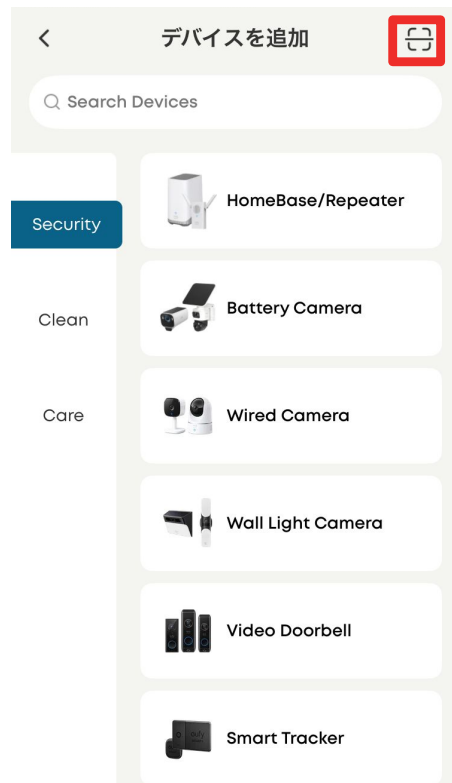 デバイスを追加
Search Devices
Security
Clean
Care
HomeBase/Repeater
Battery Camera
Wired Camera
Wall Light Camera
Video Doorbell
Smart Tracker
eufy